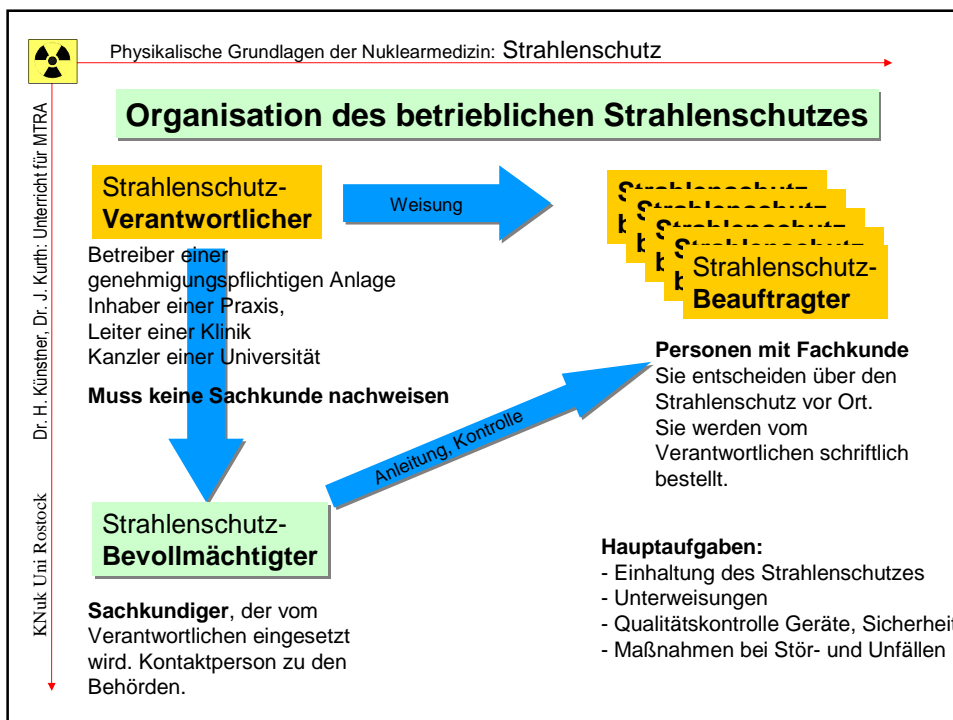 Physikalische Grundlagen der Nuklearmedizin: Strahlenschutz
Organisation des betrieblichen Strahlenschutzes
Strahlenschutz-
Verantwortlicher
Weisung
Strahlenschutz-
b
Strahlenschutz-
b
Strahlenschutz-
b
Strahlenschutz-
b
Strahlenschutz-
Beauftragter
Betreiber einer
genehmigungspflichtigen Anlage
Inhaber einer Praxis,
Leiter einer Klinik
Kanzler einer Universität
Muss keine Sachkunde nachweisen
Personen mit Fachkunde
Sie entscheiden über den
Strahlenschutz vor Ort.
Sie werden vom
Verantwortlichen schriftlich
bestellt.
Anleitung, Kontrolle
Strahlenschutz-
Bevollmächtigter
Sachkundiger, der vom
Verantwortlichen eingesetzt
wird. Kontaktperson zu den
Behörden.
Hauptaufgaben:
- Einhaltung des Strahlenschutzes
- Unterweisungen
- Qualitätskontrolle Geräte, Sicherheit
- Maßnahmen bei Stör- und Unfällen
KNuk Uni Rostock Dr. H. Künstner, Dr. J. Kurth: Unterricht für MTRA